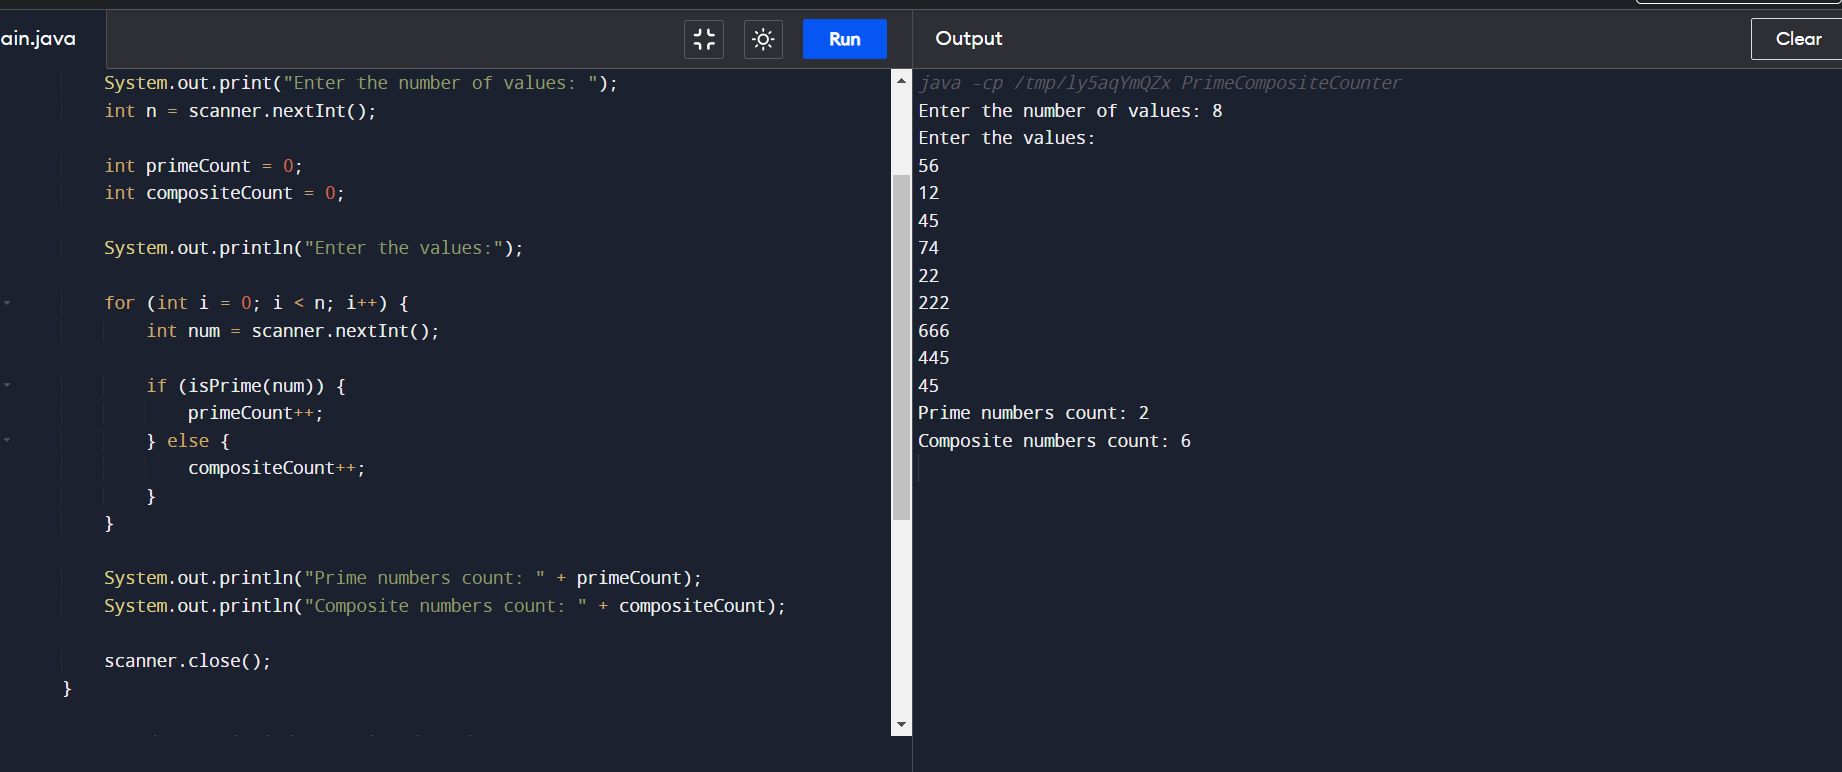 ain.java
Run
System.out.print("Enter the number of values: ");
int n = scanner.nextInt();
int primeCount = 0;
int compositeCount = 0;
System.out.println("Enter the values:");
for (int i = 0; i < n; i++) {
int num = scanner.nextInt();
if (isPrime(num)) {
primeCount++;
} else {
compositeCount++;
}
}
System.out.println("Prime numbers count: " + primeCount);
System.out.println("Composite numbers count: " + compositeCount);
scanner.close();
}
Output
Clear
java -cp /tmp/ly5aqYmQZx PrimeCompositeCounter
Enter the number of values: 8
Enter the values:
56
12
45
74
22
222
666
445
45
Prime numbers count: 2
Composite numbers count: 6